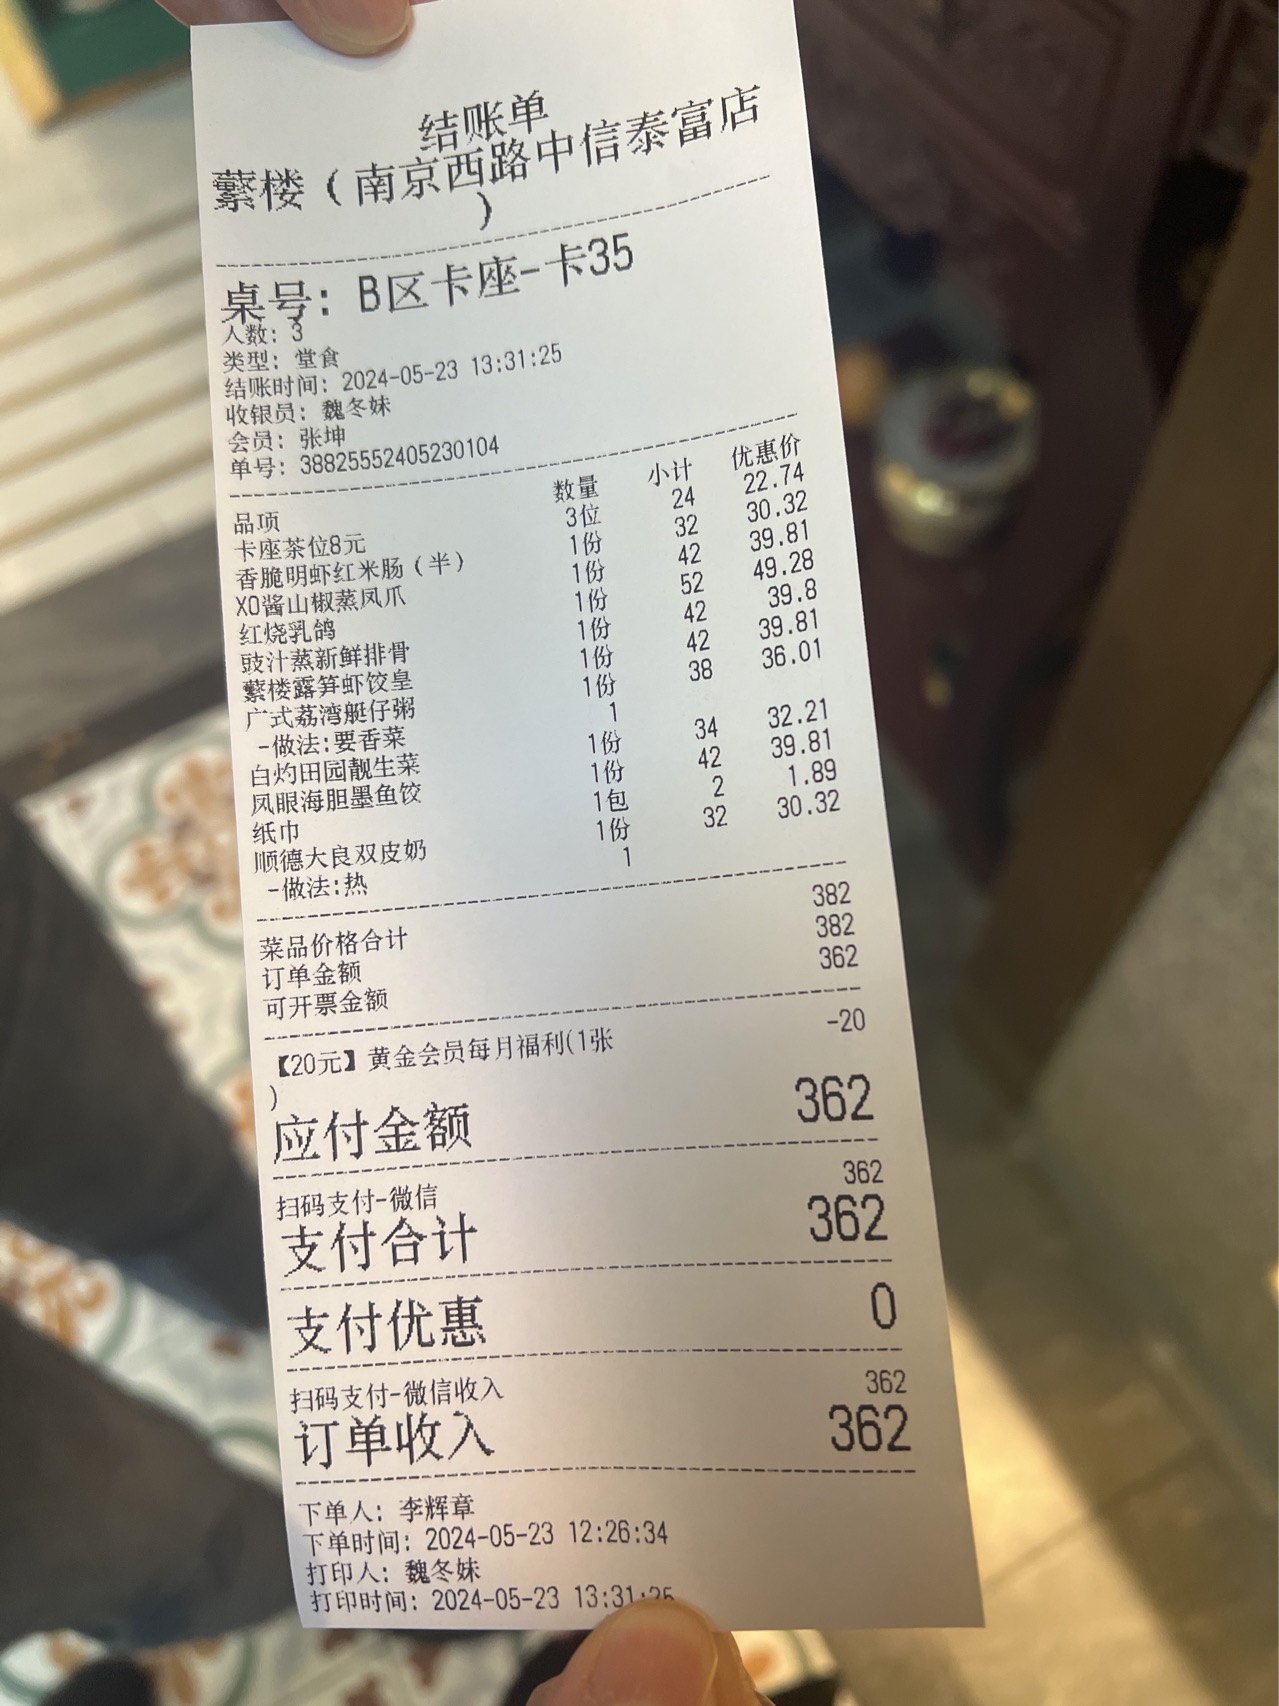 结账单
蘩楼（南京西路中信泰富店
）
桌号: B区卡座-卡35
人数: 3
类型: 堂食
结账时间: 2024-05-23 13:31:25
收银员: 魏冬妹
会员: 张坤
单号: 38825552405230104
品项 数量 小计 优惠价
卡座茶位8元 3位 24 22.74
香脆明虾红米肠（半） 1份 32 30.32
XO酱山椒蒸凤爪 1份 42 39.81
红烧乳鸽 1份 52 49.28
豉汁蒸新鲜排骨 1份 42 39.8
蘩楼露笋虾饺皇 1份 42 39.81
广式荔湾艇仔粥 1份 38 36.01
-做法:要香菜 1
白灼田园靓生菜 1份 34 32.21
凤眼海胆墨鱼饺 1份 42 39.81
纸巾 1包 2 1.89
顺德大良双皮奶 1份 32 30.32
-做法:热 1
菜品价格合计 382
订单金额 382
可开票金额 362
【20元】黄金会员每月福利(1张 -20
)
应付金额 362
扫码支付-微信 362
支付合计 362
支付优惠 0
扫码支付-微信收入 362
订单收入 362
下单人: 李辉章
下单时间: 2024-05-23 12:26:34
打印人: 魏冬妹
打印时间: 2024-05-23 13:31:25